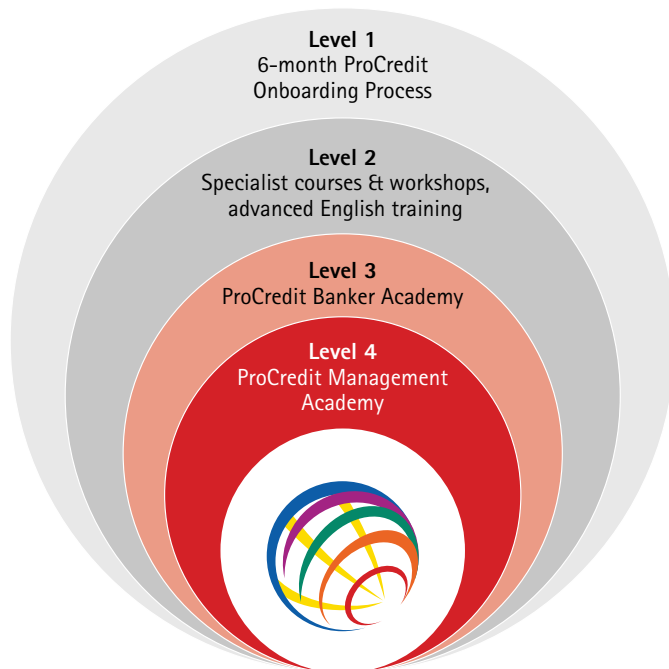 Level 1
6-month ProCredit
Onboarding Process
Level 2
Specialist courses & workshops,
advanced English training
Level 3
ProCredit Banker Academy
Level 4
ProCredit Management
Academy